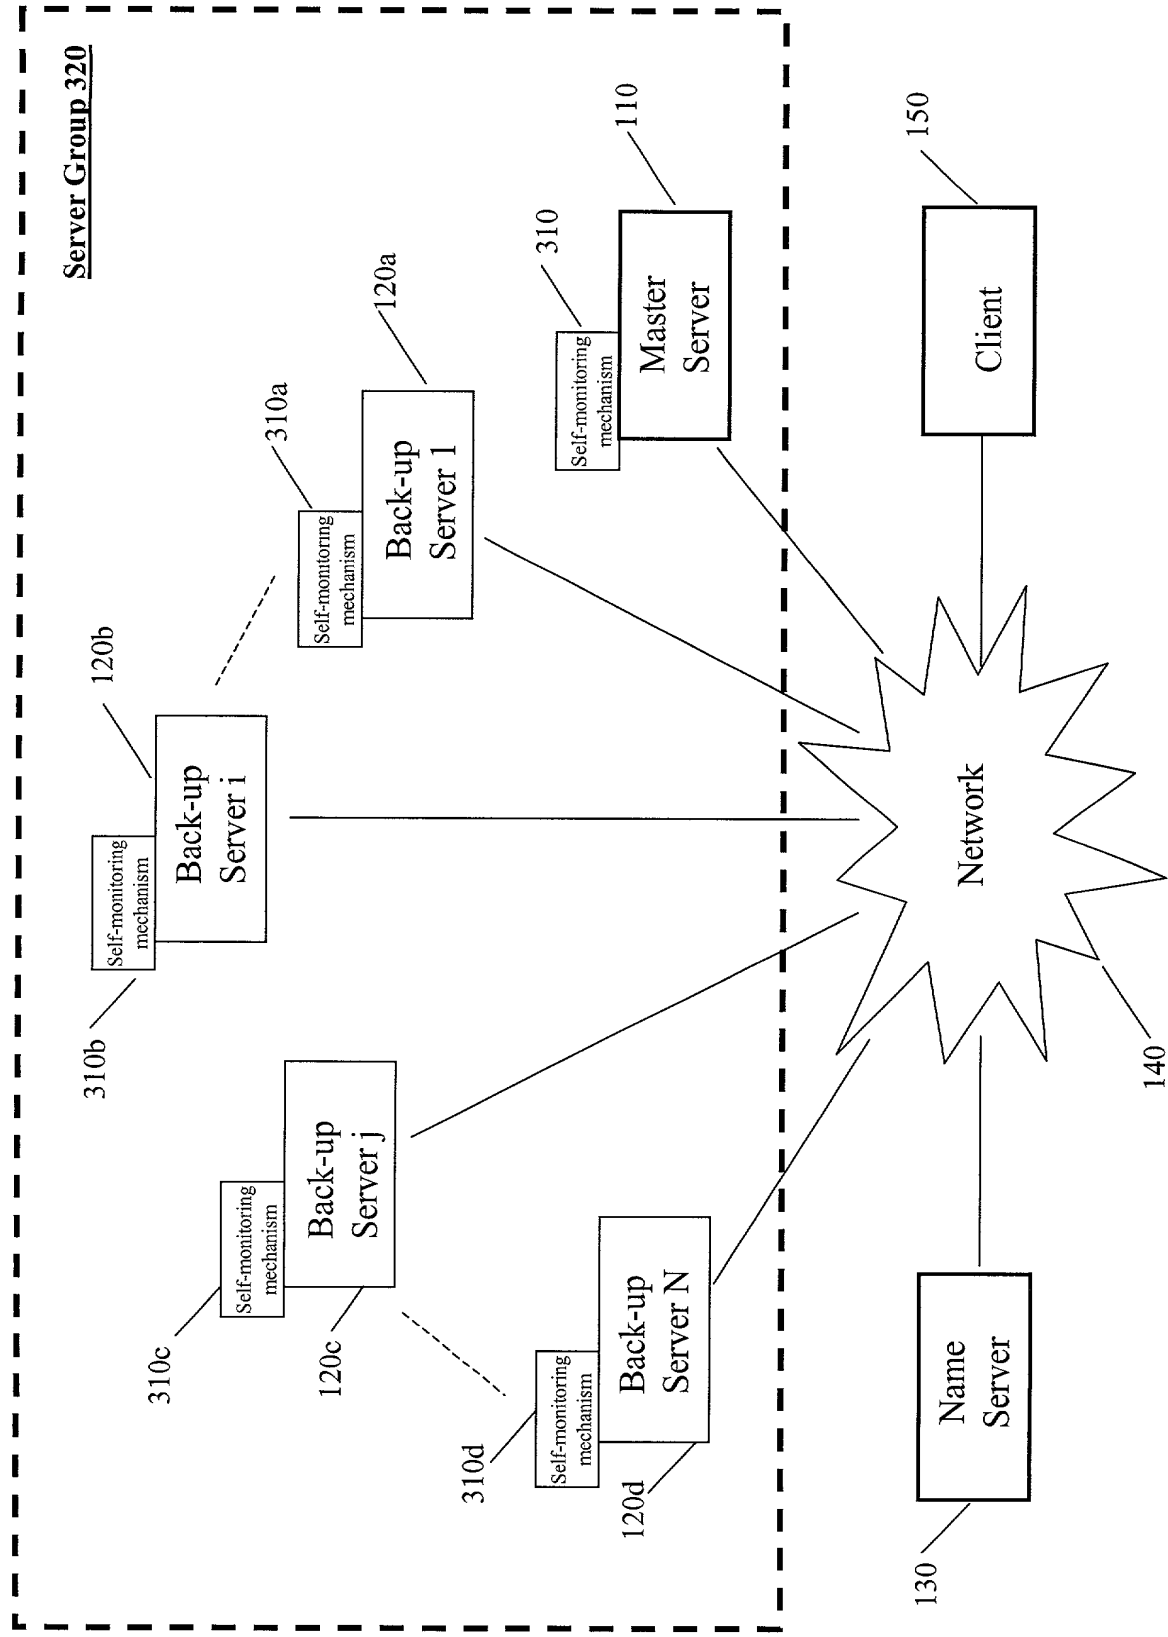 Server Group 320
120b
310b
Self-monitoring
mechanism
Back-up
Server i
310c
Self-monitoring
mechanism
Back-up
Server j
120c
310a
Self-monitoring
mechanism
Back-up
Server 1
120a
310d
Self-monitoring
mechanism
Back-up
Server N
120d
310
Self-monitoring
mechanism
Master
Server
110
130
Name
Server
Network
140
Client
150